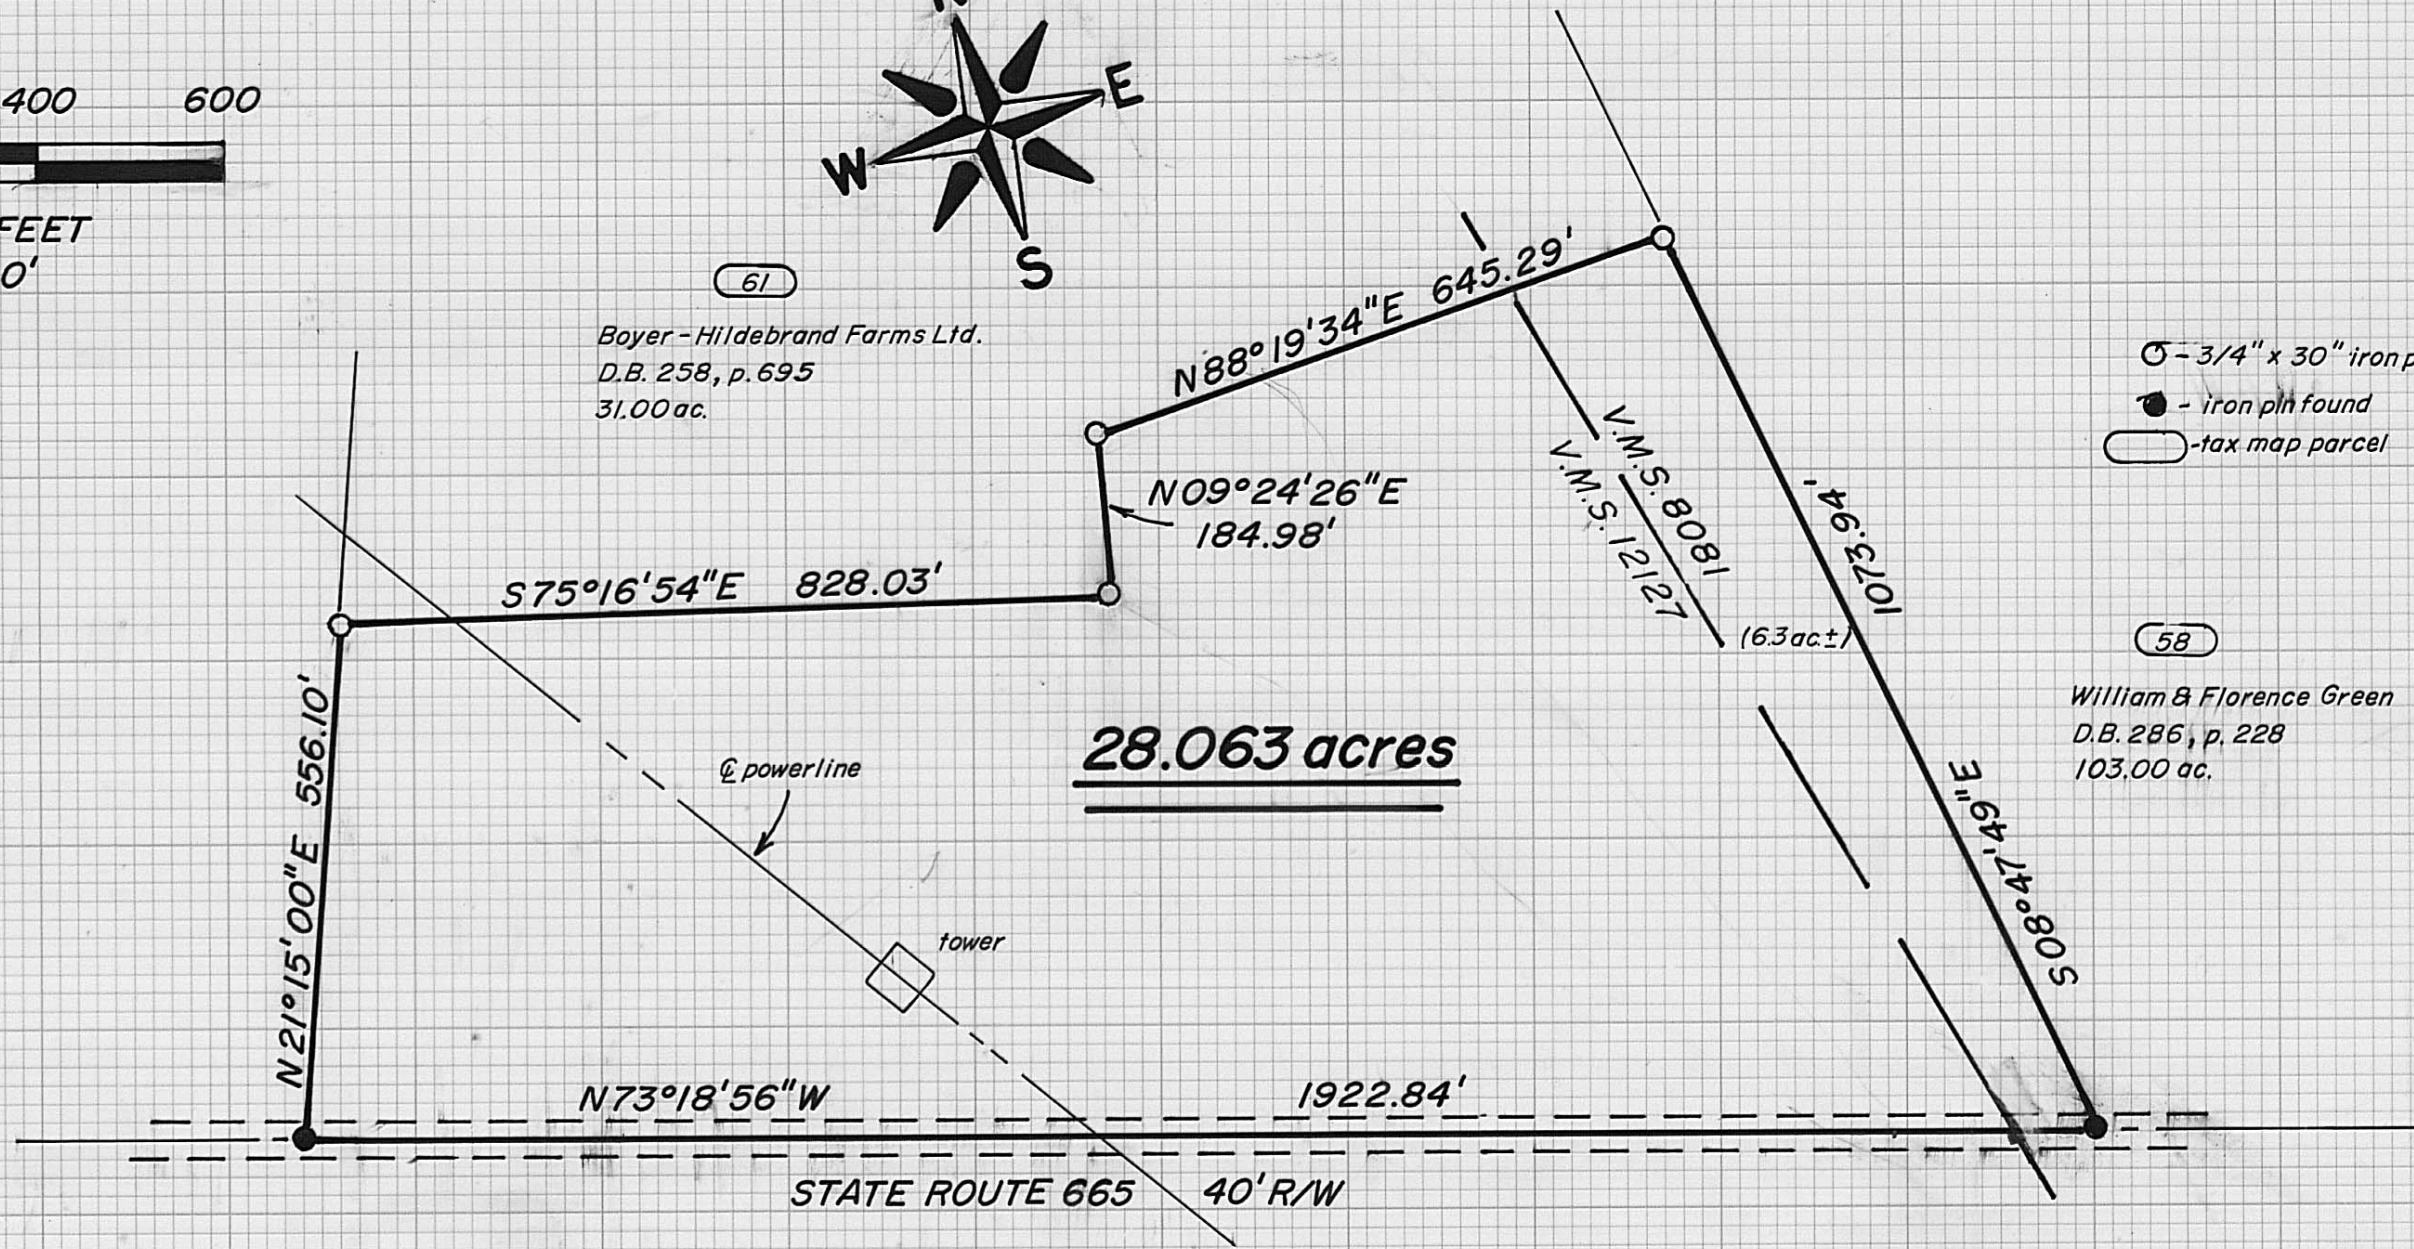 400 600
FEET
0'
N
E
W
S
61
Boyer-Hildebrand Farms Ltd.
D.B. 258, p. 695
31.00 ac.
N88°19'34"E 645.29'
N09°24'26"E
184.98'
S75°16'54"E 828.03'
V.M.S. 8081
V.M.S. 12127
(6.3 ac.±)
1073.94'
S08°47'49"E
- 3/4" x 30" iron p
- iron pin found
-tax map parcel
58
William & Florence Green
D.B. 286, p. 228
103.00 ac.
28.063 acres
℄ powerline
tower
N21°15'00"E 556.10'
N73°18'56"W 1922.84'
STATE ROUTE 665 40' R/W